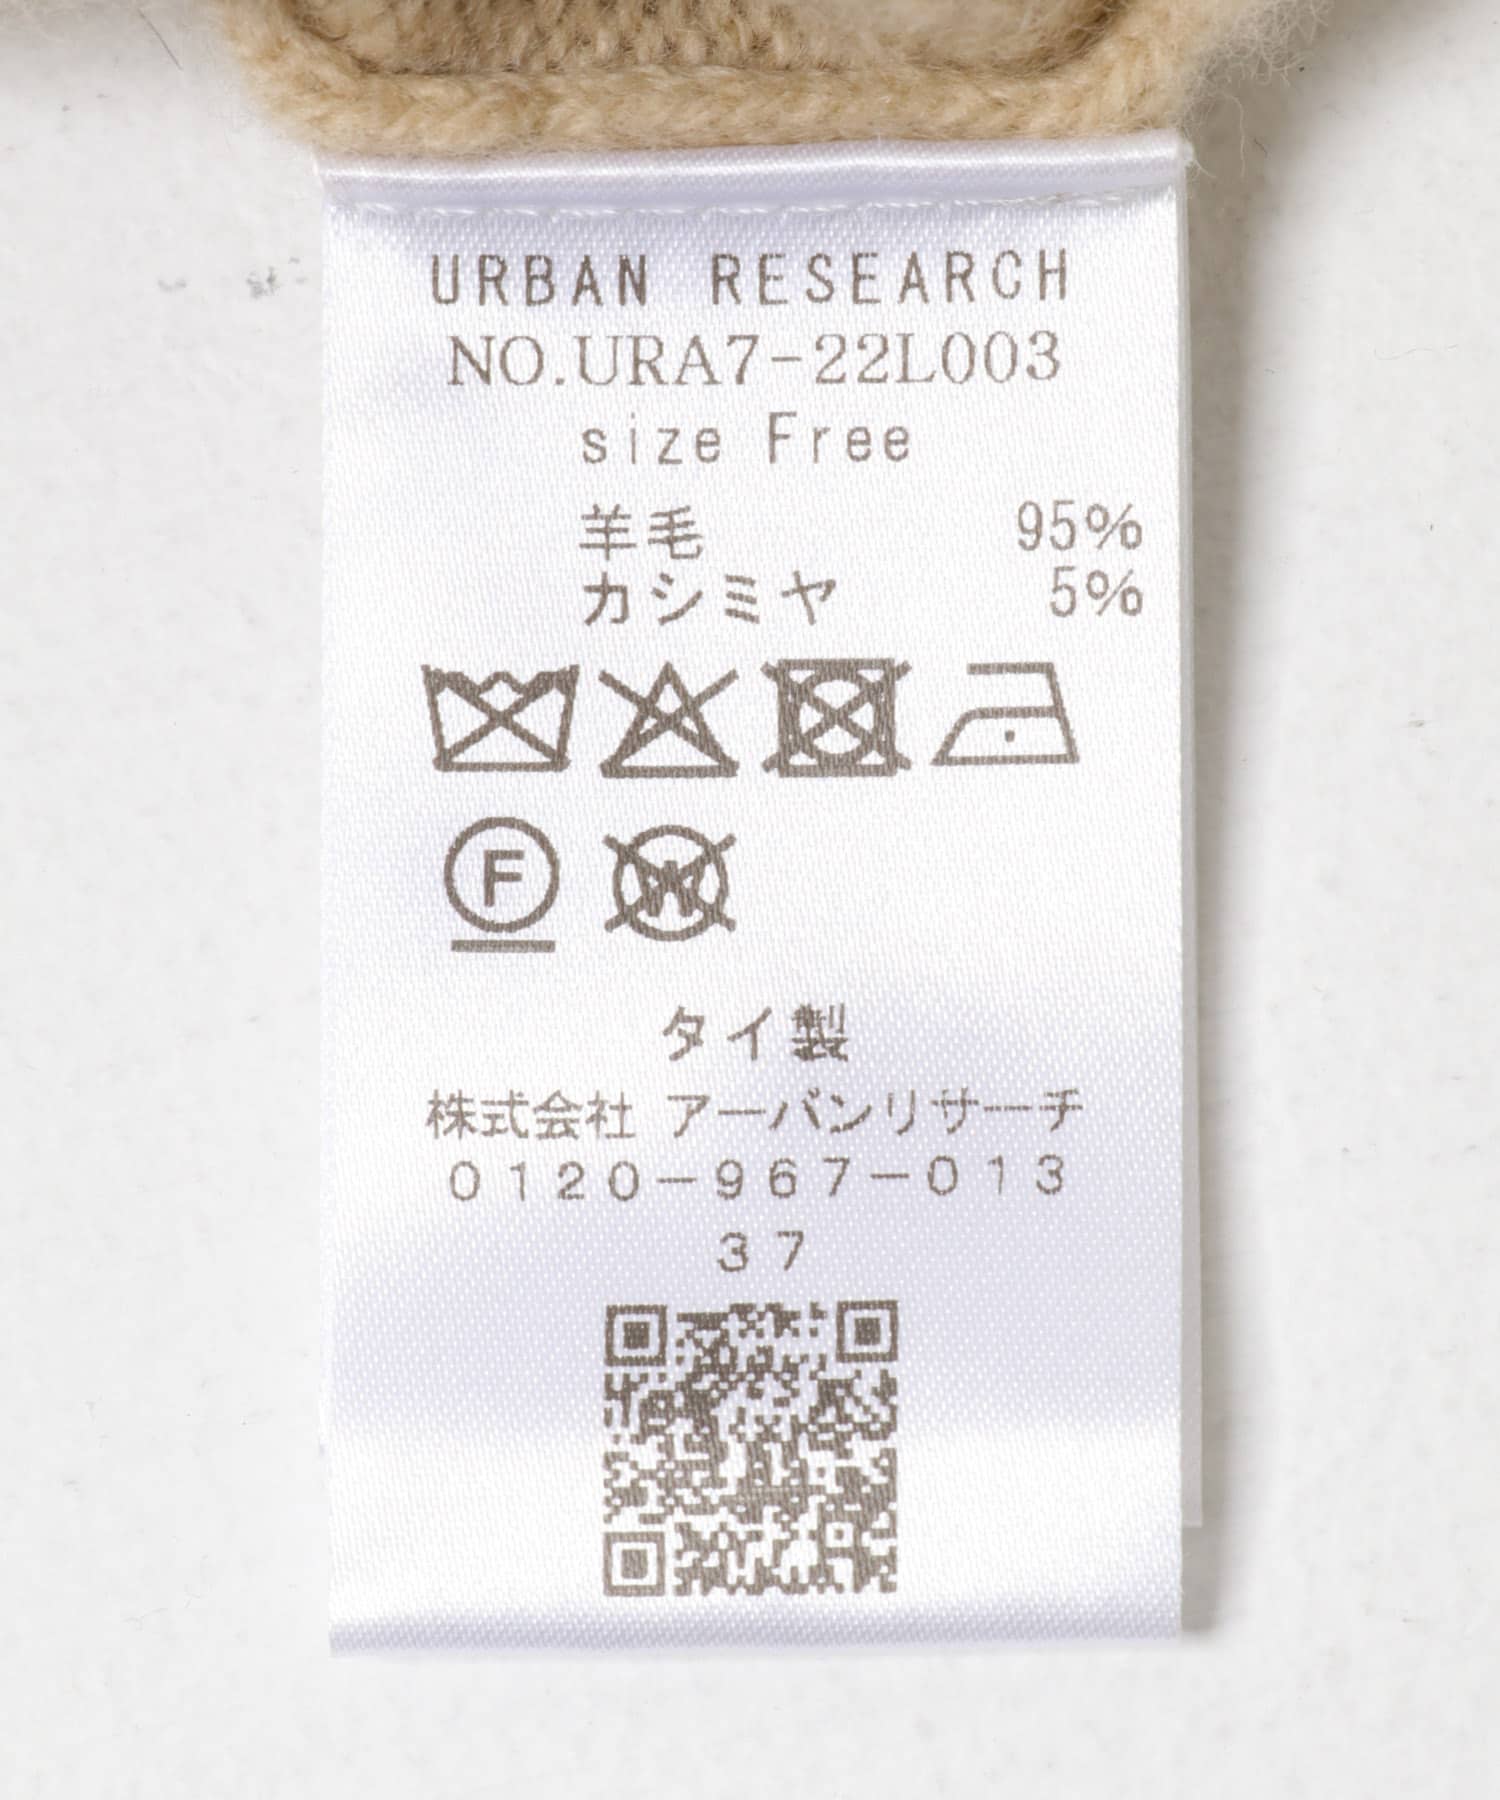 URBAN RESEARCH
NO.URA7-22L003
size Free
羊毛 95%
カシミヤ 5%
F
W
タイ製
株式会社 アーバンリサーチ
0120-967-013
37